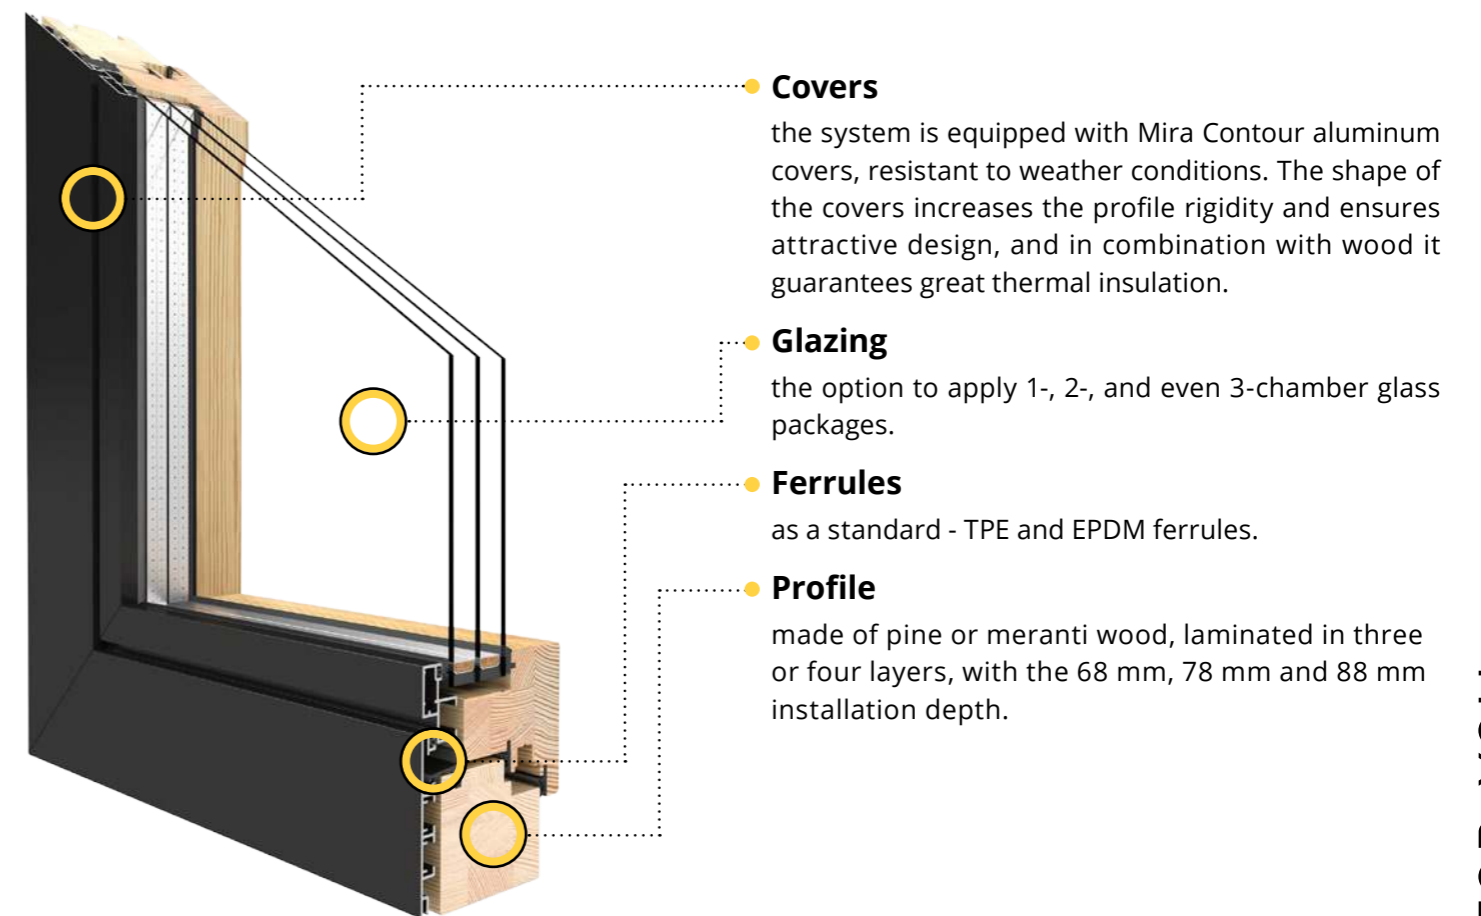 Covers
the system is equipped with Mira Contour aluminum
covers, resistant to weather conditions. The shape of
the covers increases the profile rigidity and ensures
attractive design, and in combination with wood it
guarantees great thermal insulation.
Glazing
the option to apply 1-, 2-, and even 3-chamber glass
packages.
Ferrules
as a standard - TPE and EPDM ferrules.
Profile
made of pine or meranti wood, laminated in three
or four layers, with the 68 mm, 78 mm and 88 mm
installation depth.